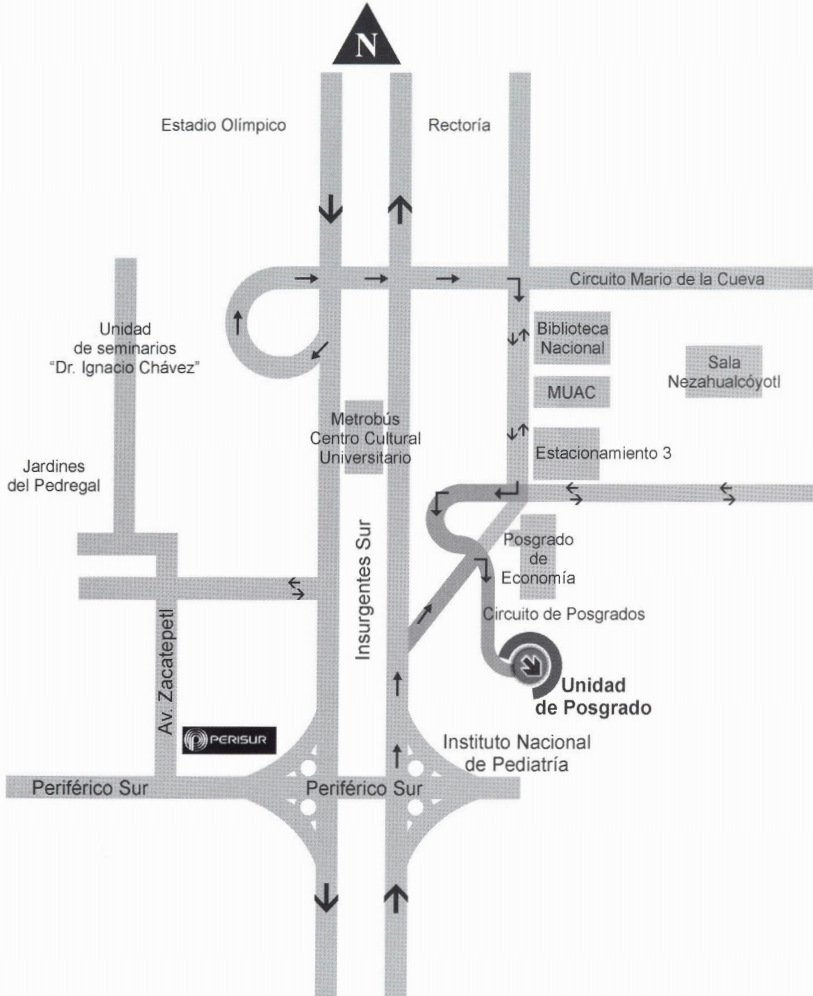 N
Estadio Olímpico
Rectoría
Circuito Mario de la Cueva
Unidad
de seminarios
“Dr. Ignacio Chávez”
Biblioteca
Nacional
Sala
Nezahualcóyotl
MUAC
Metrobús
Centro Cultural
Universitario
Estacionamiento 3
Jardines
del Pedregal
Insurgentes Sur
Posgrado
de
Economía
Circuito de Posgrados
Av. Zacatepetl
Unidad
de Posgrado
PERISUR
Instituto Nacional
de Pediatría
Periférico Sur
Periférico Sur